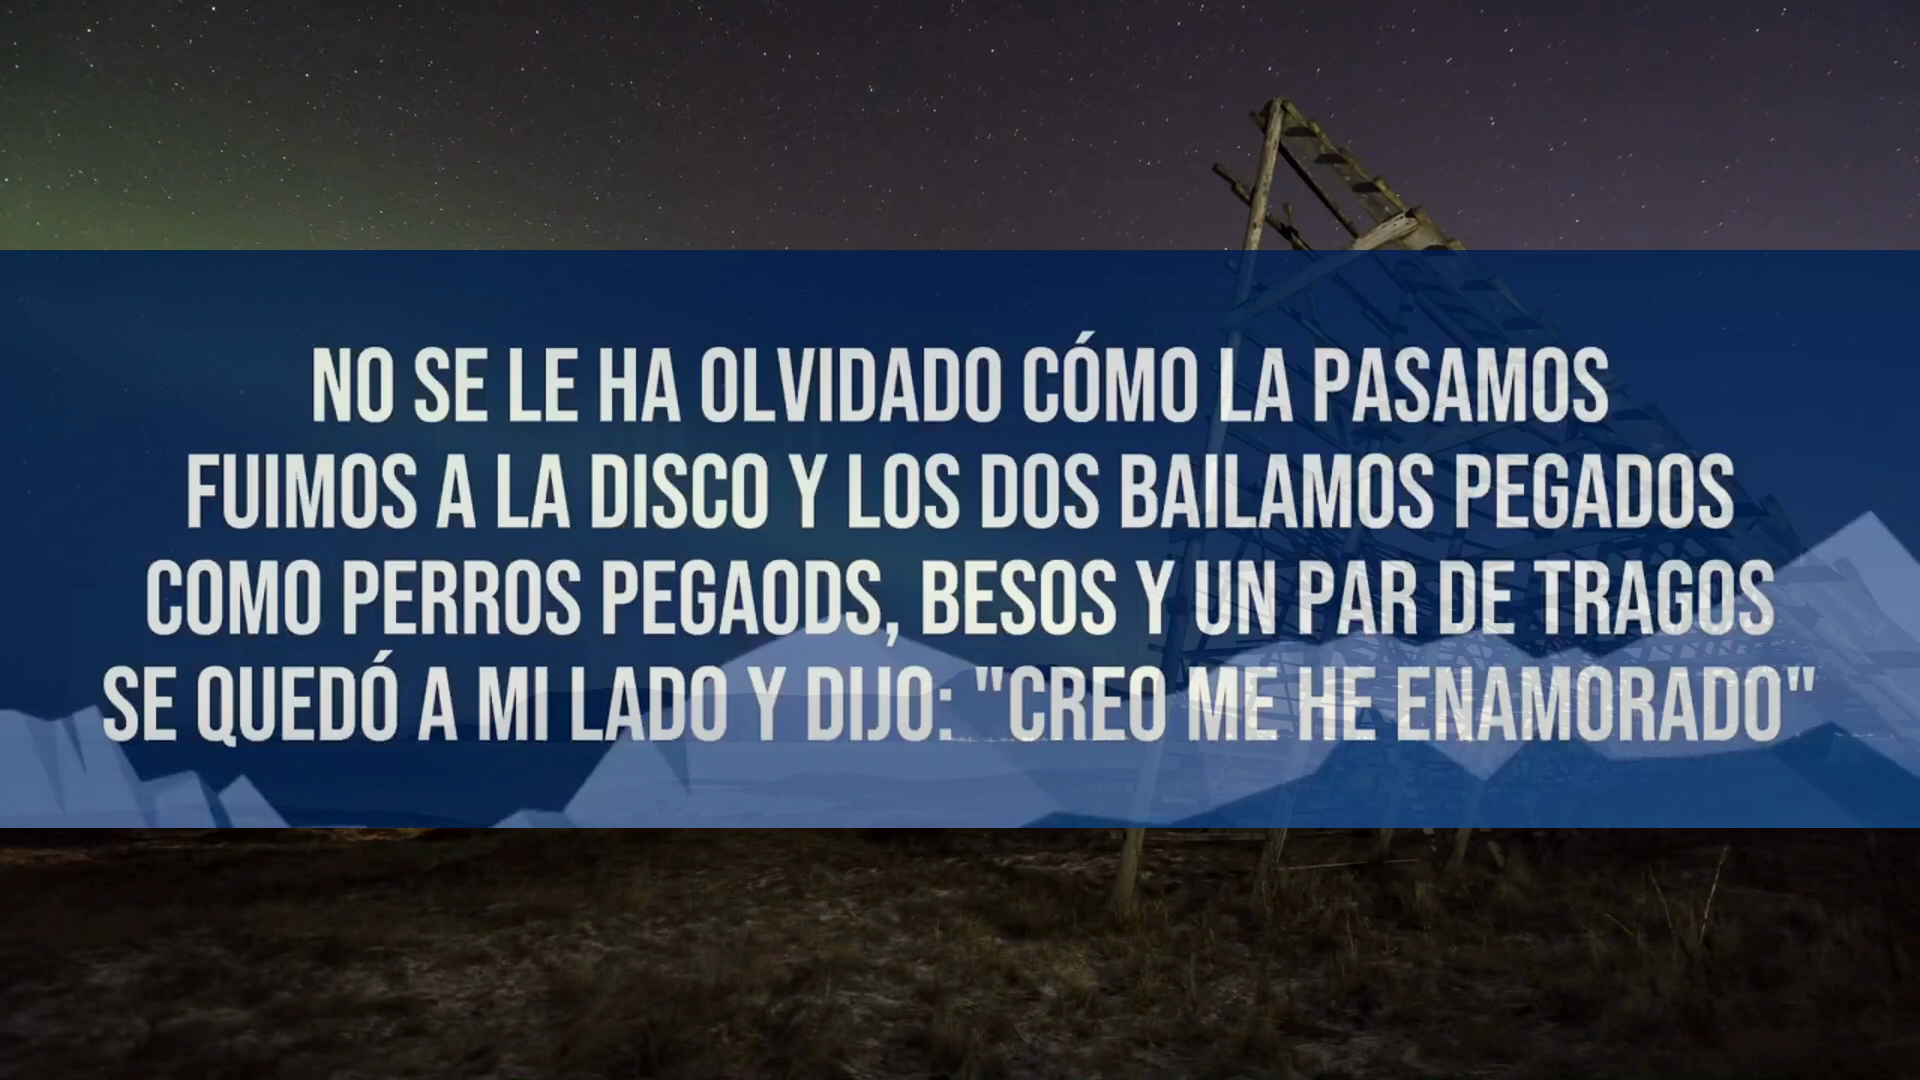 NO SE LE HA OLVIDADO CÓMO LA PASAMOS
FUIMOS A LA DISCO Y LOS DOS BAILAMOS PEGADOS
COMO PERROS PEGAODS, BESOS Y UN PAR DE TRAGOS
SE QUEDÓ A MI LADO Y DIJO: "CREO ME HE ENAMORADO"